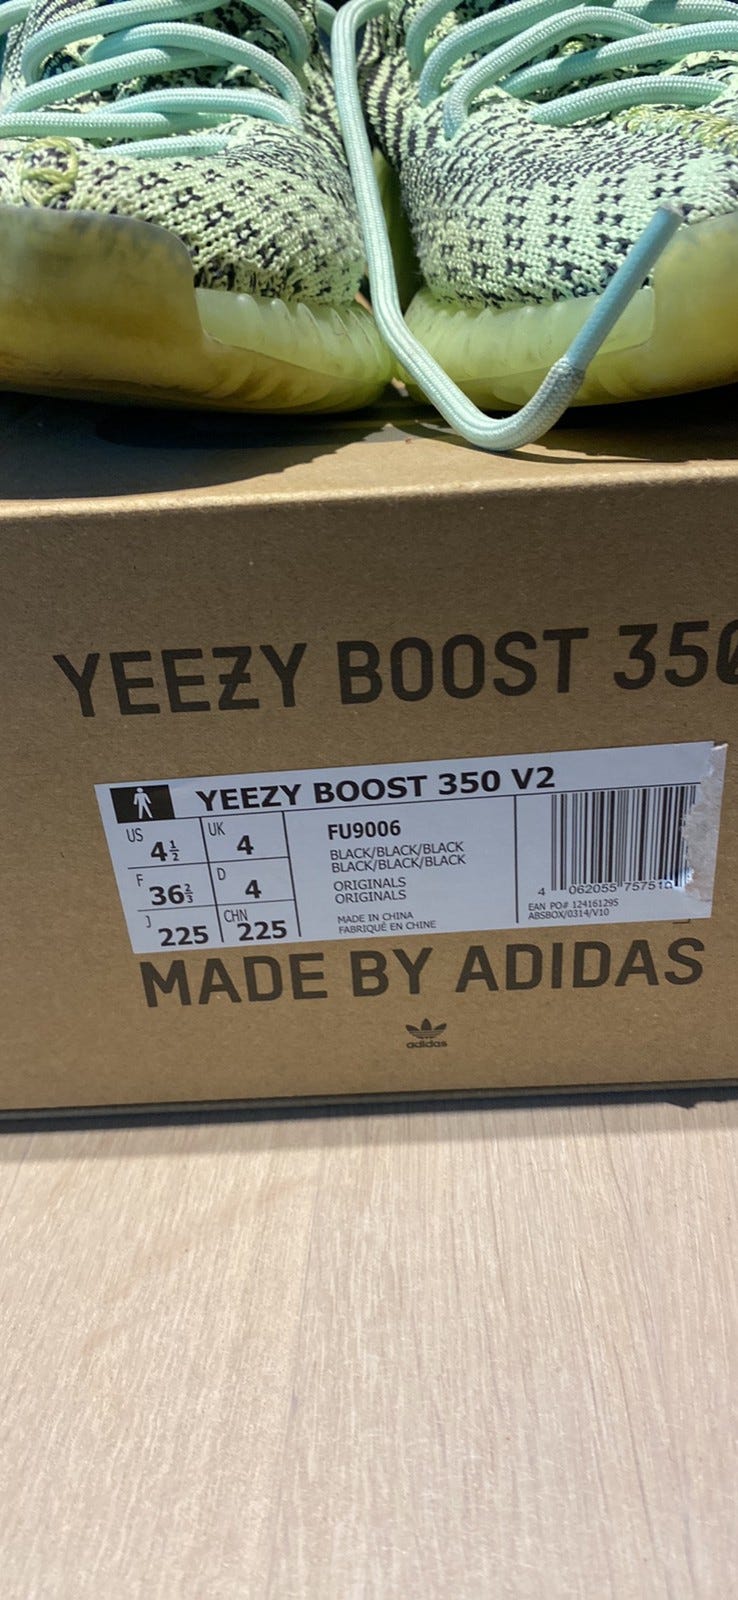 YEEZY BOOST 350
YEEZY BOOST 350 V2
US 4½ UK 4
F 36⅔ D 4
J 225 CHN 225
FU9006
BLACK/BLACK/BLACK
BLACK/BLACK/BLACK
ORIGINALS
ORIGINALS
MADE IN CHINA
FABRIQUÉ EN CHINE
4 062055 75751
EAN PO# 124161295
ABSBOX/0314/V10
MADE BY ADIDAS
adidas